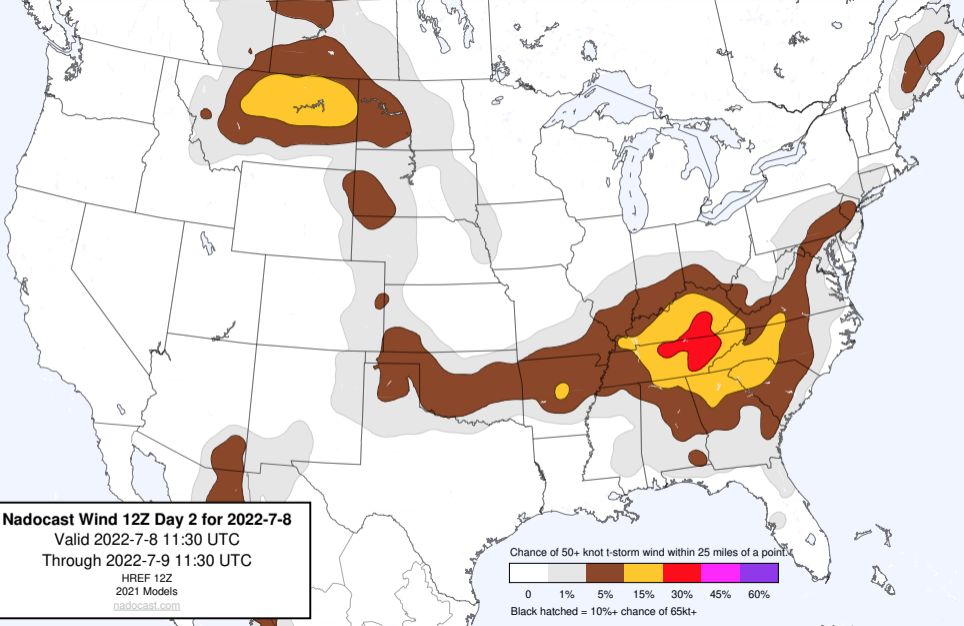 Nadocast Wind 12Z Day 2 for 2022-7-8
Valid 2022-7-8 11:30 UTC
Through 2022-7-9 11:30 UTC
HREF 12Z
2021 Models
nadocast.com
Chance of 50+ knot t-storm wind within 25 miles of a point.
0 1% 5% 15% 30% 45% 60%
Black hatched = 10%+ chance of 65kt+